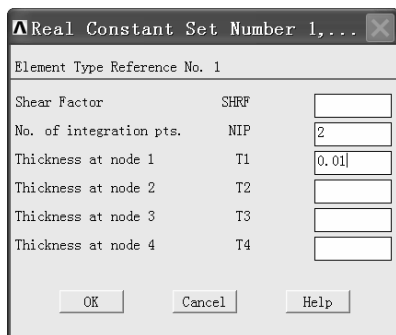 Real Constant Set Number 1,...
Element Type Reference No. 1
Shear Factor SHRF
No. of integration pts. NIP 2
Thickness at node 1 T1 0.01
Thickness at node 2 T2
Thickness at node 3 T3
Thickness at node 4 T4
OK Cancel Help